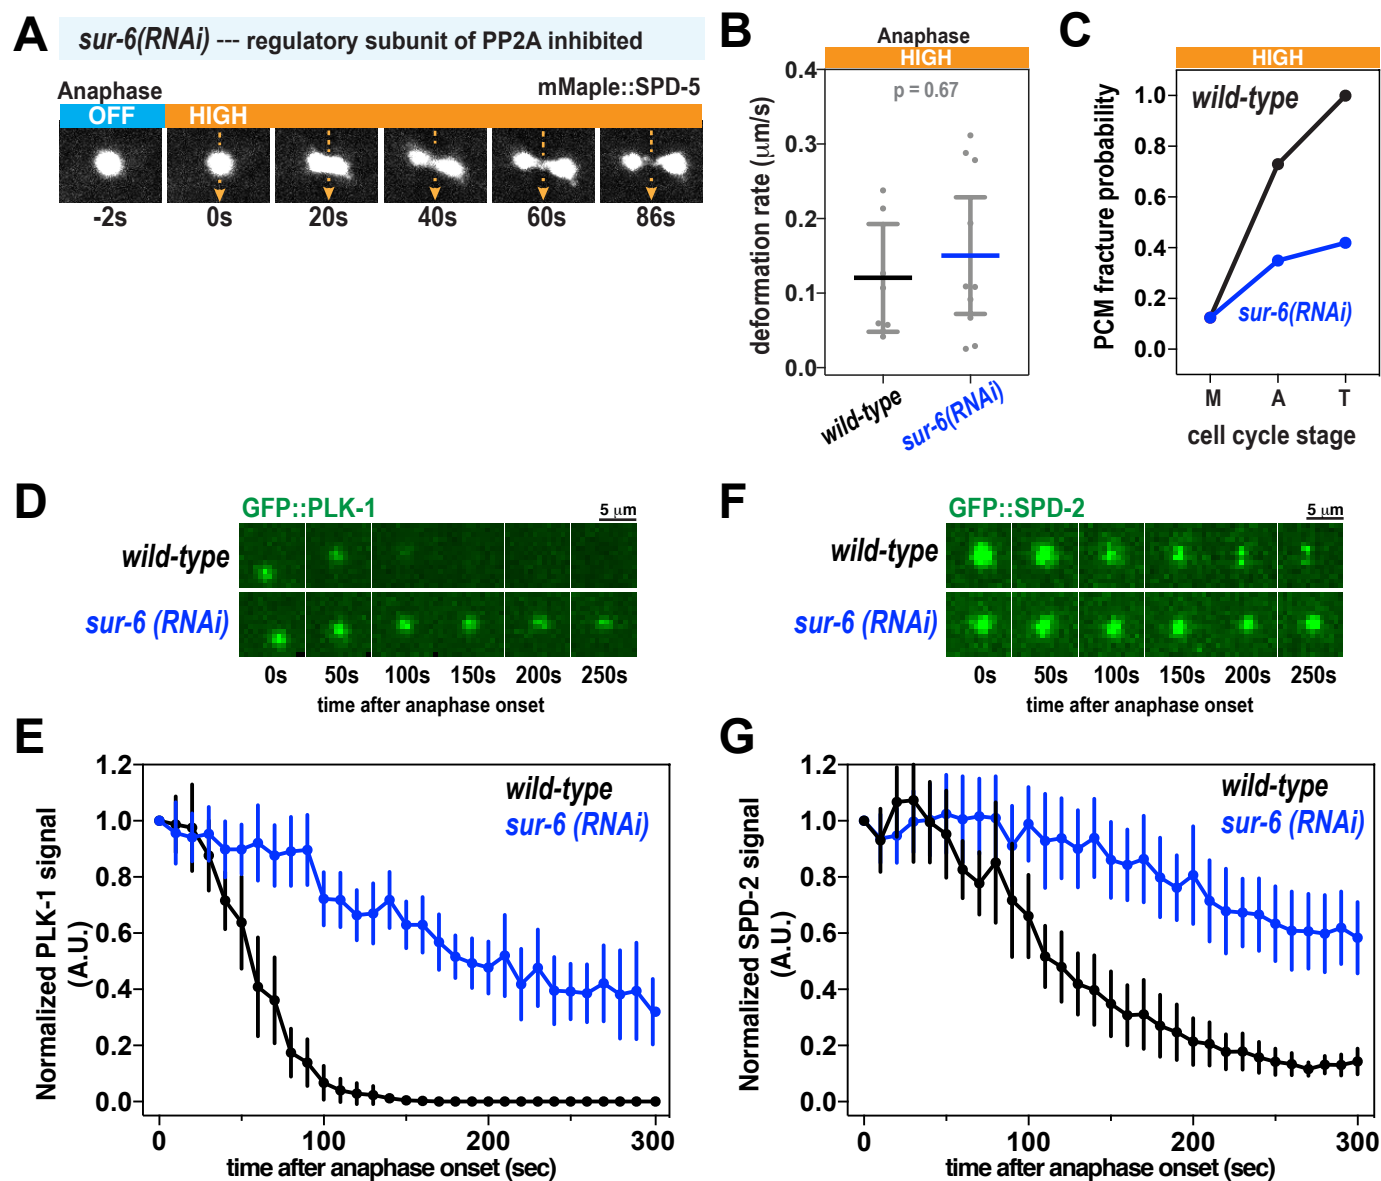 A
sur-6(RNAi) --- regulatory subunit of PP2A inhibited
Anaphase
mMaple::SPD-5
OFF
HIGH
-2s
0s
20s
40s
60s
86s
B
Anaphase
HIGH
p = 0.67
deformation rate (μm/s)
0.4
0.3
0.2
0.1
0.0
wild-type
sur-6(RNAi)
C
HIGH
wild-type
sur-6(RNAi)
PCM fracture probability
1.0
0.8
0.6
0.4
0.2
0.0
M
A
T
cell cycle stage
D
GFP::PLK-1
5 μm
wild-type
sur-6 (RNAi)
0s
50s
100s
150s
200s
250s
time after anaphase onset
F
GFP::SPD-2
5 μm
wild-type
sur-6 (RNAi)
0s
50s
100s
150s
200s
250s
time after anaphase onset
E
wild-type
sur-6 (RNAi)
Normalized PLK-1 signal
(A.U.)
1.2
1.0
0.8
0.6
0.4
0.2
0.0
0
100
200
300
time after anaphase onset (sec)
G
wild-type
sur-6 (RNAi)
Normalized SPD-2 signal
(A.U.)
1.2
1.0
0.8
0.6
0.4
0.2
0.0
0
100
200
300
time after anaphase onset (sec)